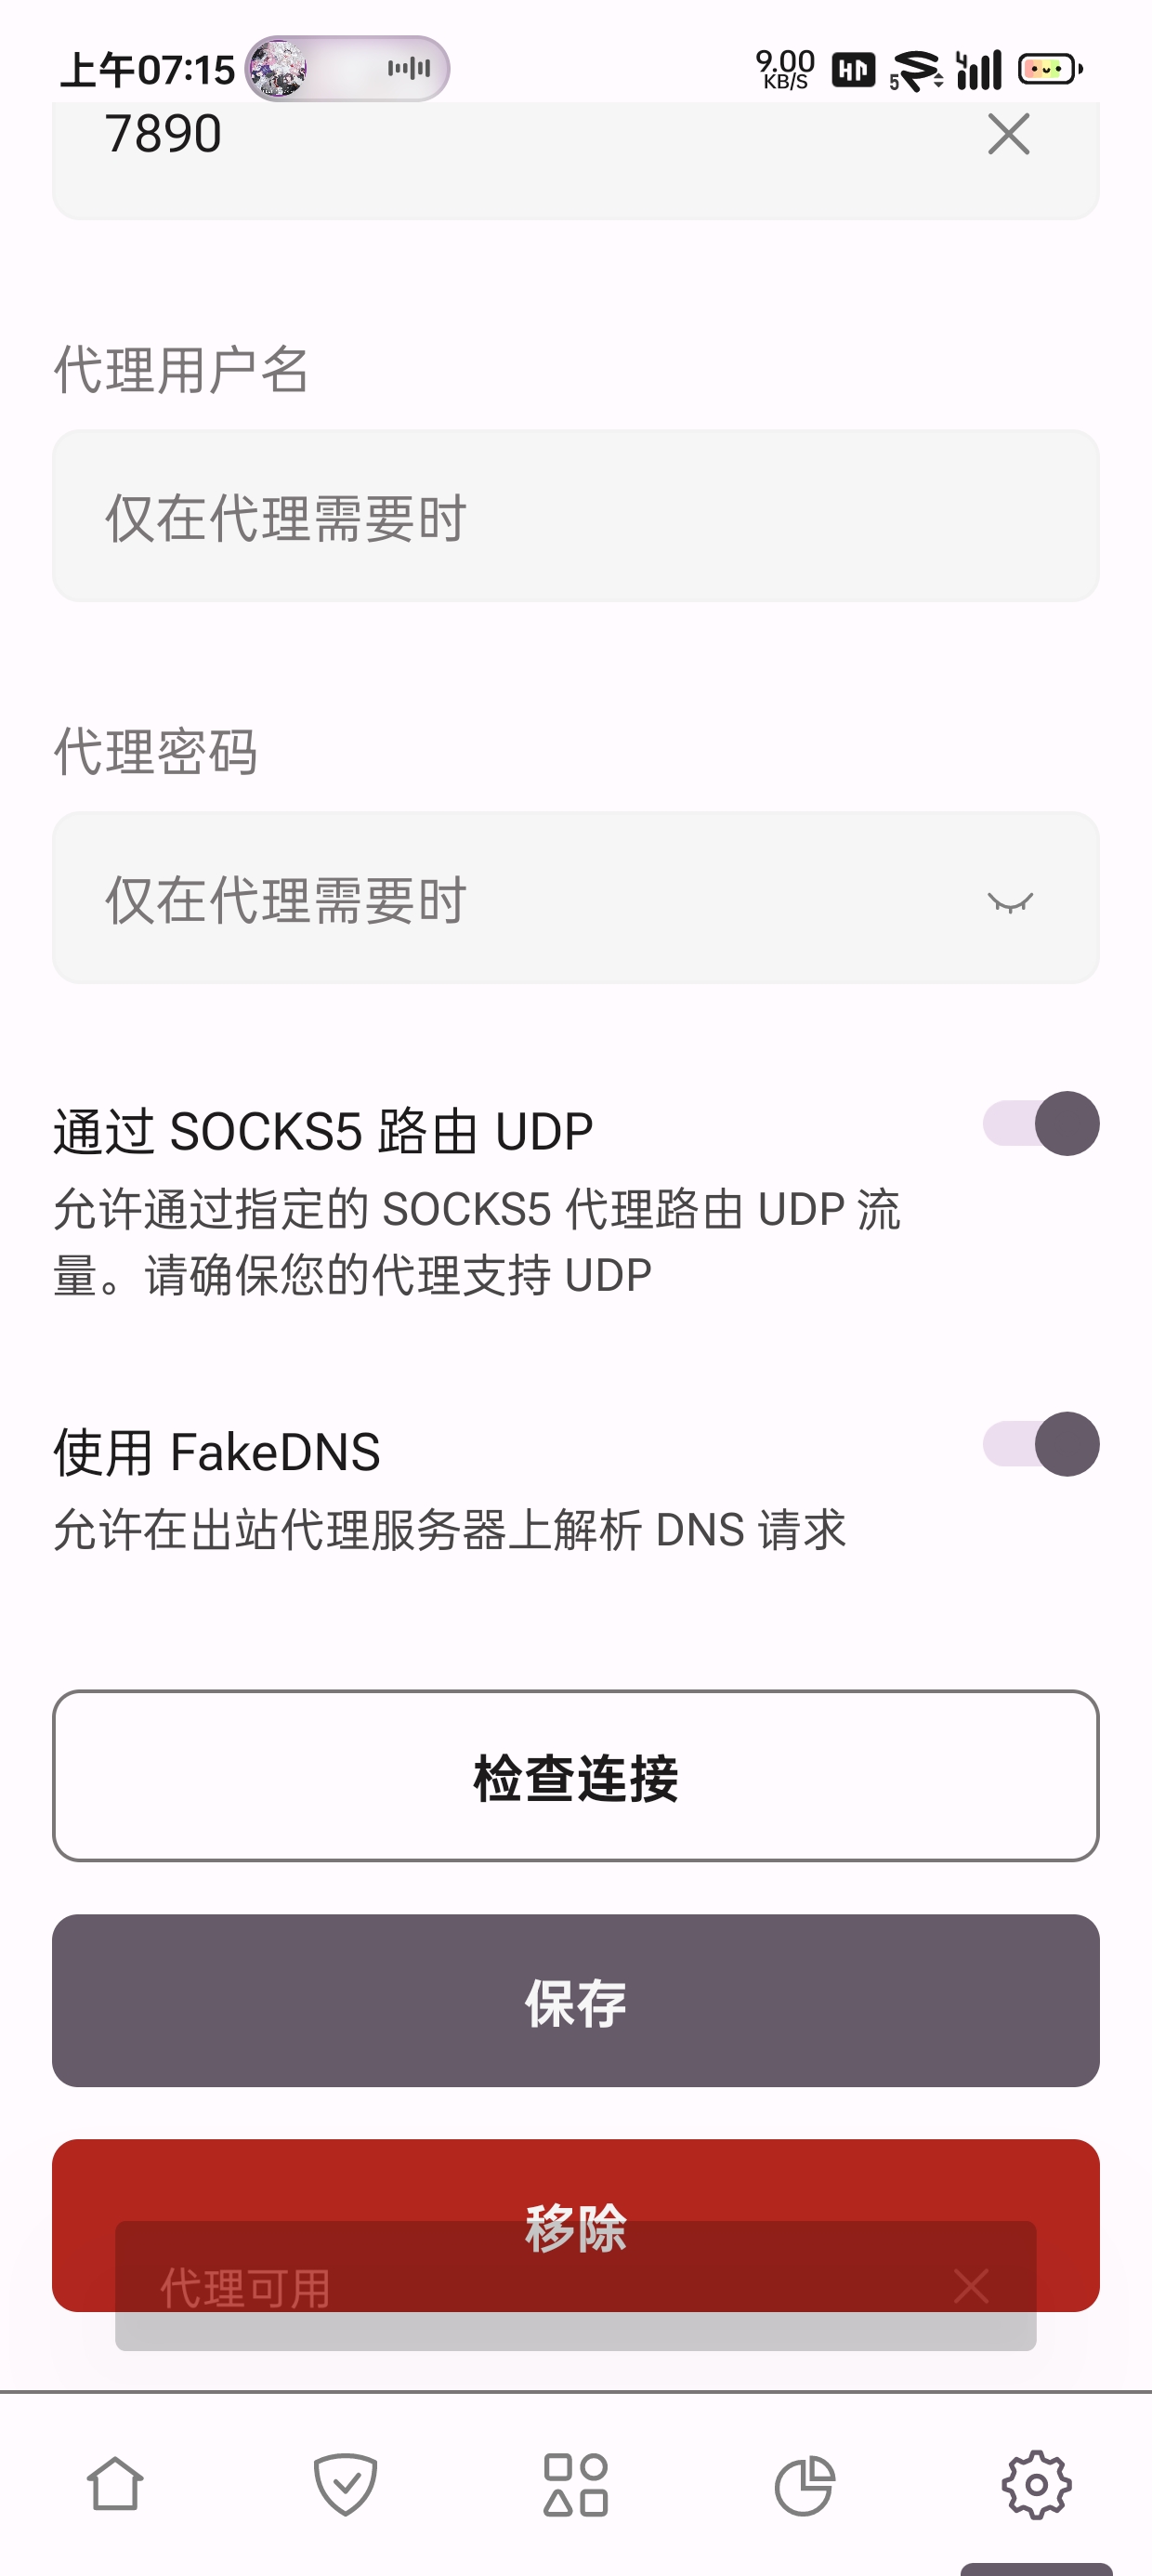 上午07:15
9.00
KB/S
5
4
7890
代理用户名
仅在代理需要时
代理密码
仅在代理需要时
通过 SOCKS5 路由 UDP
允许通过指定的 SOCKS5 代理路由 UDP 流
量。请确保您的代理支持 UDP
使用 FakeDNS
允许在出站代理服务器上解析 DNS 请求
检查连接
保存
移除
代理可用